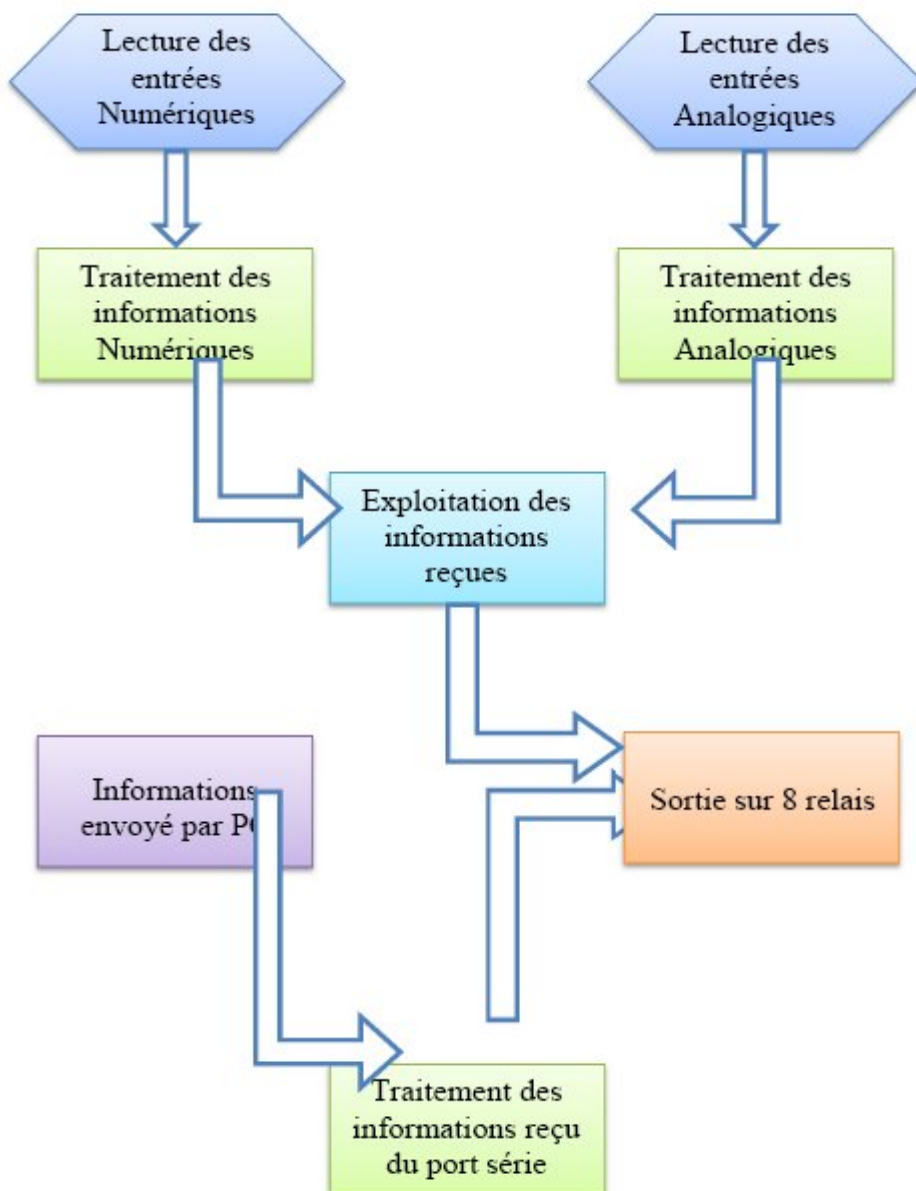 Lecture des
entrées
Numériques
Lecture des
entrées
Analogiques
Traitement des
informations
Numériques
Traitement des
informations
Analogiques
Exploitation des
informations
reçues
Informations
envoyé par
Sortie sur 8 relais
Traitement des
informations reçu
du port série